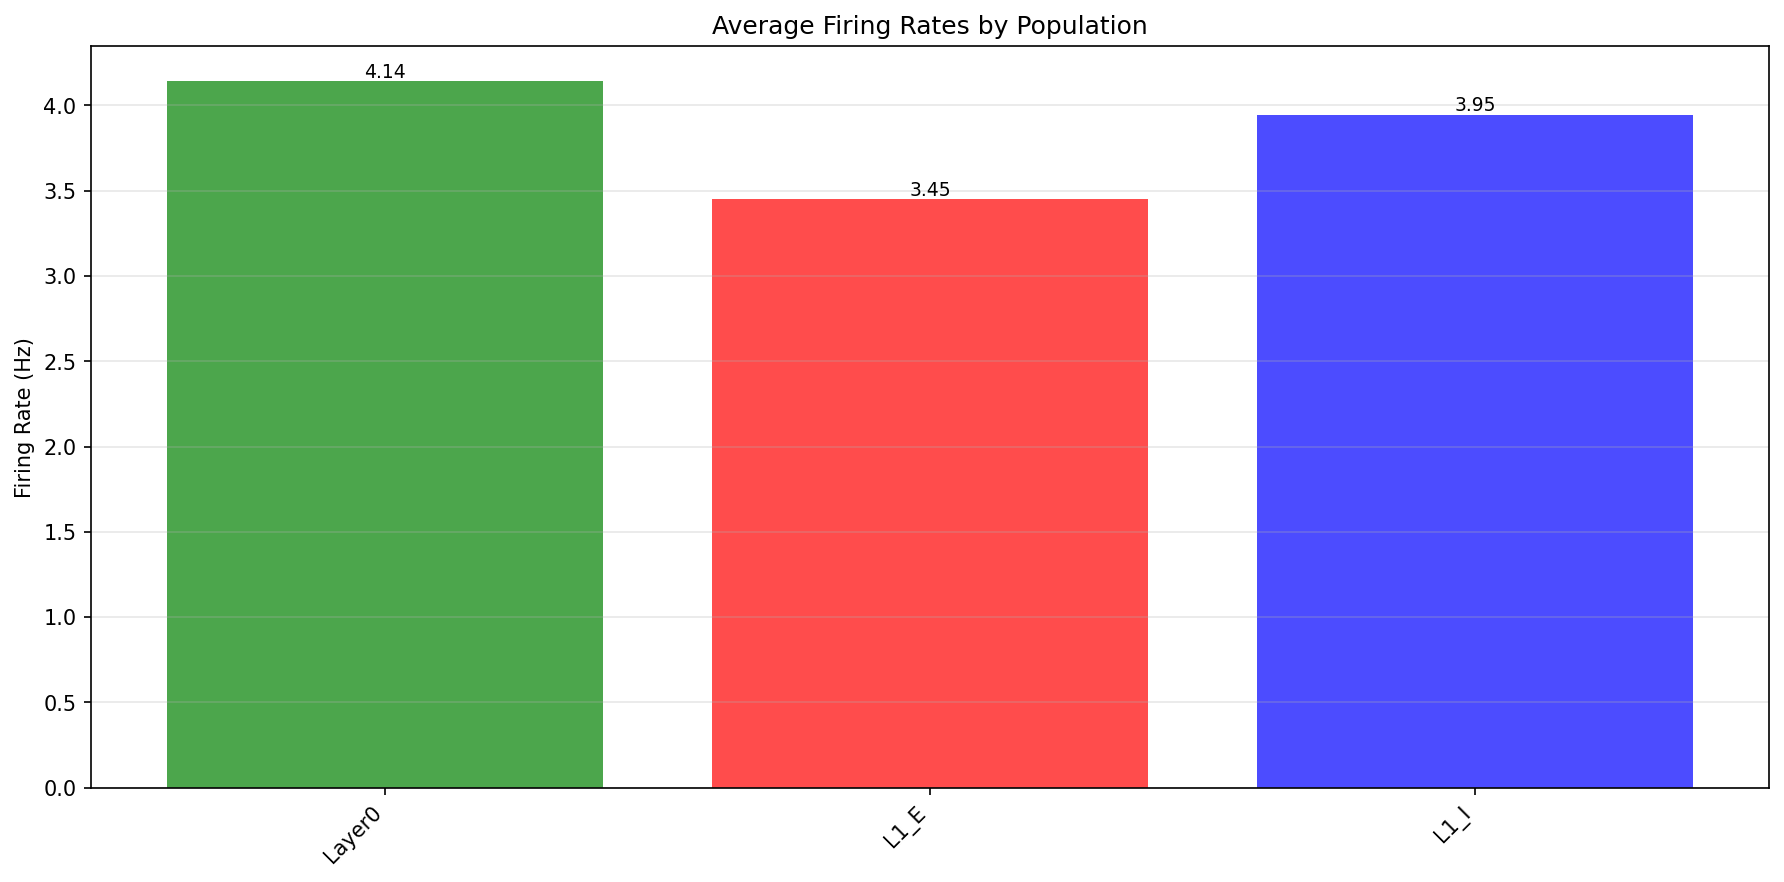 Average Firing Rates by Population
Firing Rate (Hz)
4.0
3.5
3.0
2.5
2.0
1.5
1.0
0.5
0.0
4.14
3.45
3.95
Layer0
L1_E
L1_I